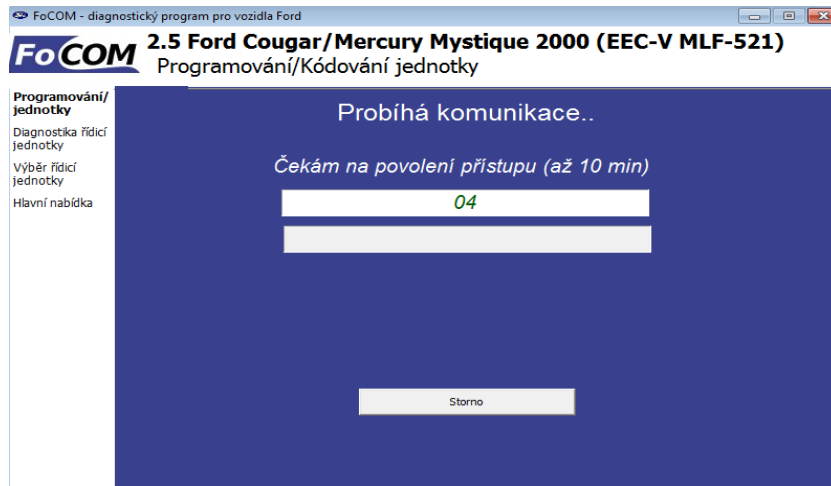 FoCOM - diagnostický program pro vozidla Ford
FoCOM
2.5 Ford Cougar/Mercury Mystique 2000 (EEC-V MLF-521)
Programování/Kódování jednotky
Programování/
jednotky
Diagnostika řídicí
jednotky
Výběr řídicí
jednotky
Hlavní nabídka
Probíhá komunikace..
Čekám na povolení přístupu (až 10 min)
04
Storno